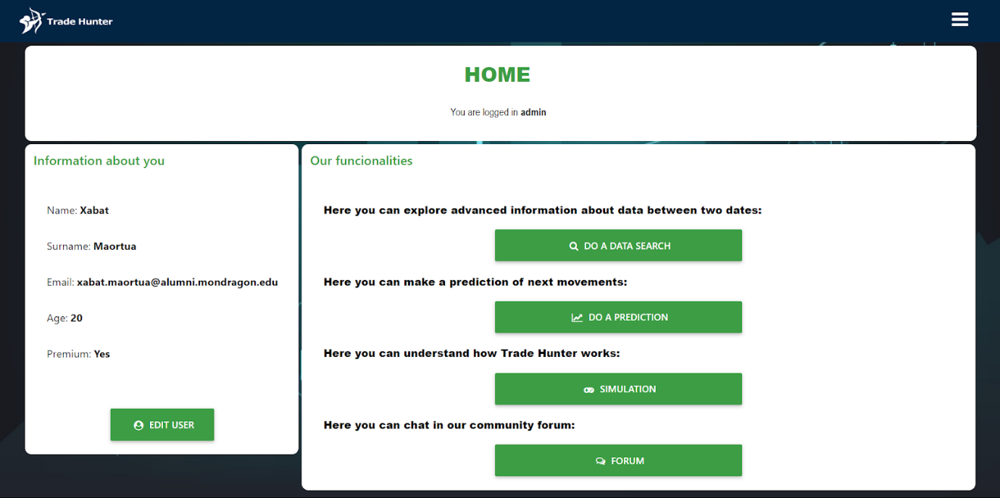 Trade Hunter
HOME
You are logged in admin
Information about you
Name: Xabat
Surname: Maortua
Email: xabat.maortua@alumni.mondragon.edu
Age: 20
Premium: Yes
EDIT USER
Our funcionalities
Here you can explore advanced information about data between two dates:
DO A DATA SEARCH
Here you can make a prediction of next movements:
DO A PREDICTION
Here you can understand how Trade Hunter works:
SIMULATION
Here you can chat in our community forum:
FORUM